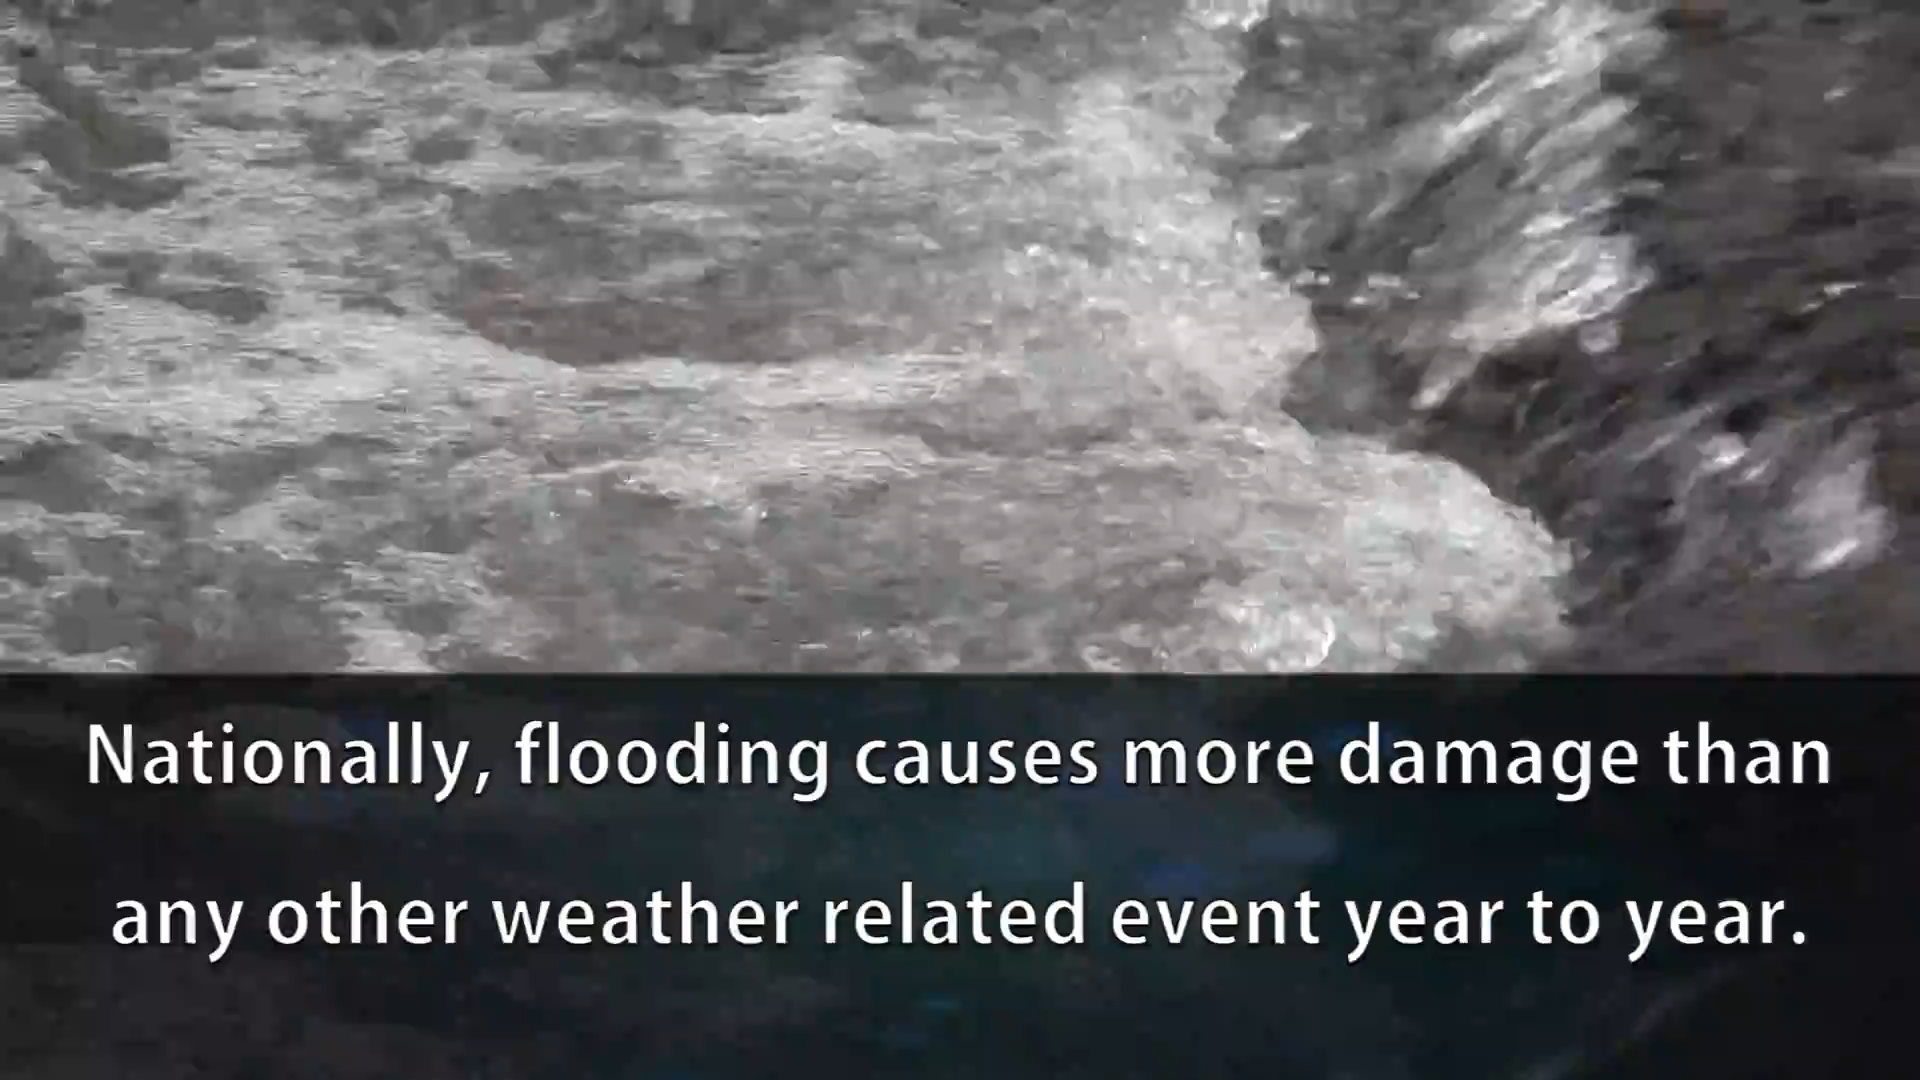 Nationally, flooding causes more damage than
any other weather related event year to year.